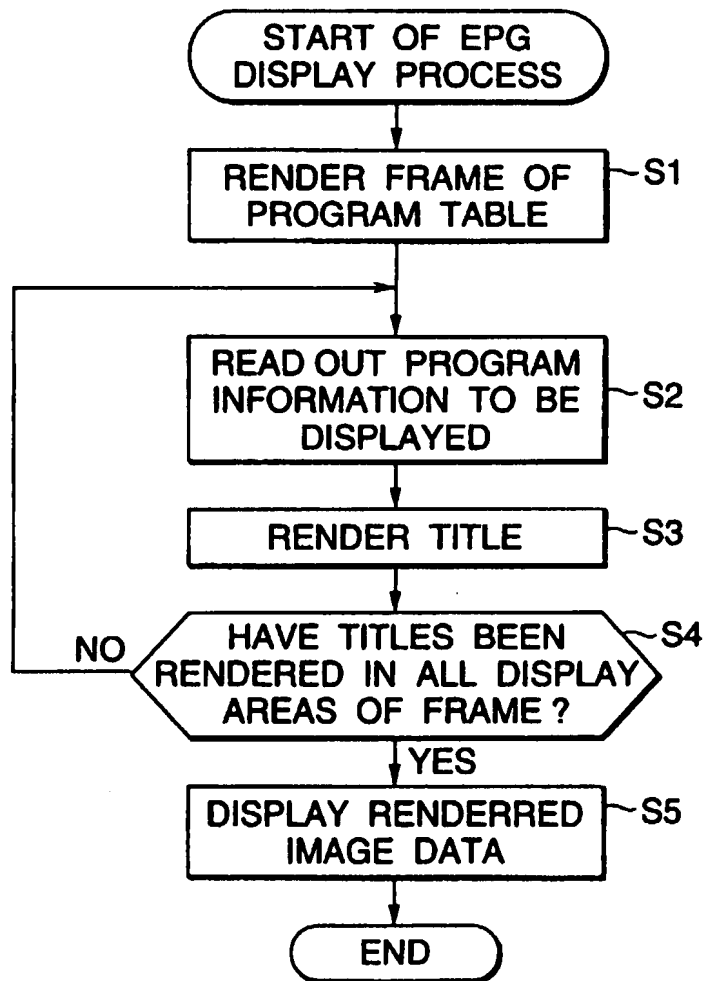 START OF EPG
DISPLAY PROCESS
RENDER FRAME OF
PROGRAM TABLE
S1
READ OUT PROGRAM
INFORMATION TO BE
DISPLAYED
S2
RENDER TITLE
S3
HAVE TITLES BEEN
RENDERED IN ALL DISPLAY
AREAS OF FRAME ?
S4
NO
YES
DISPLAY RENDERRED
IMAGE DATA
S5
END